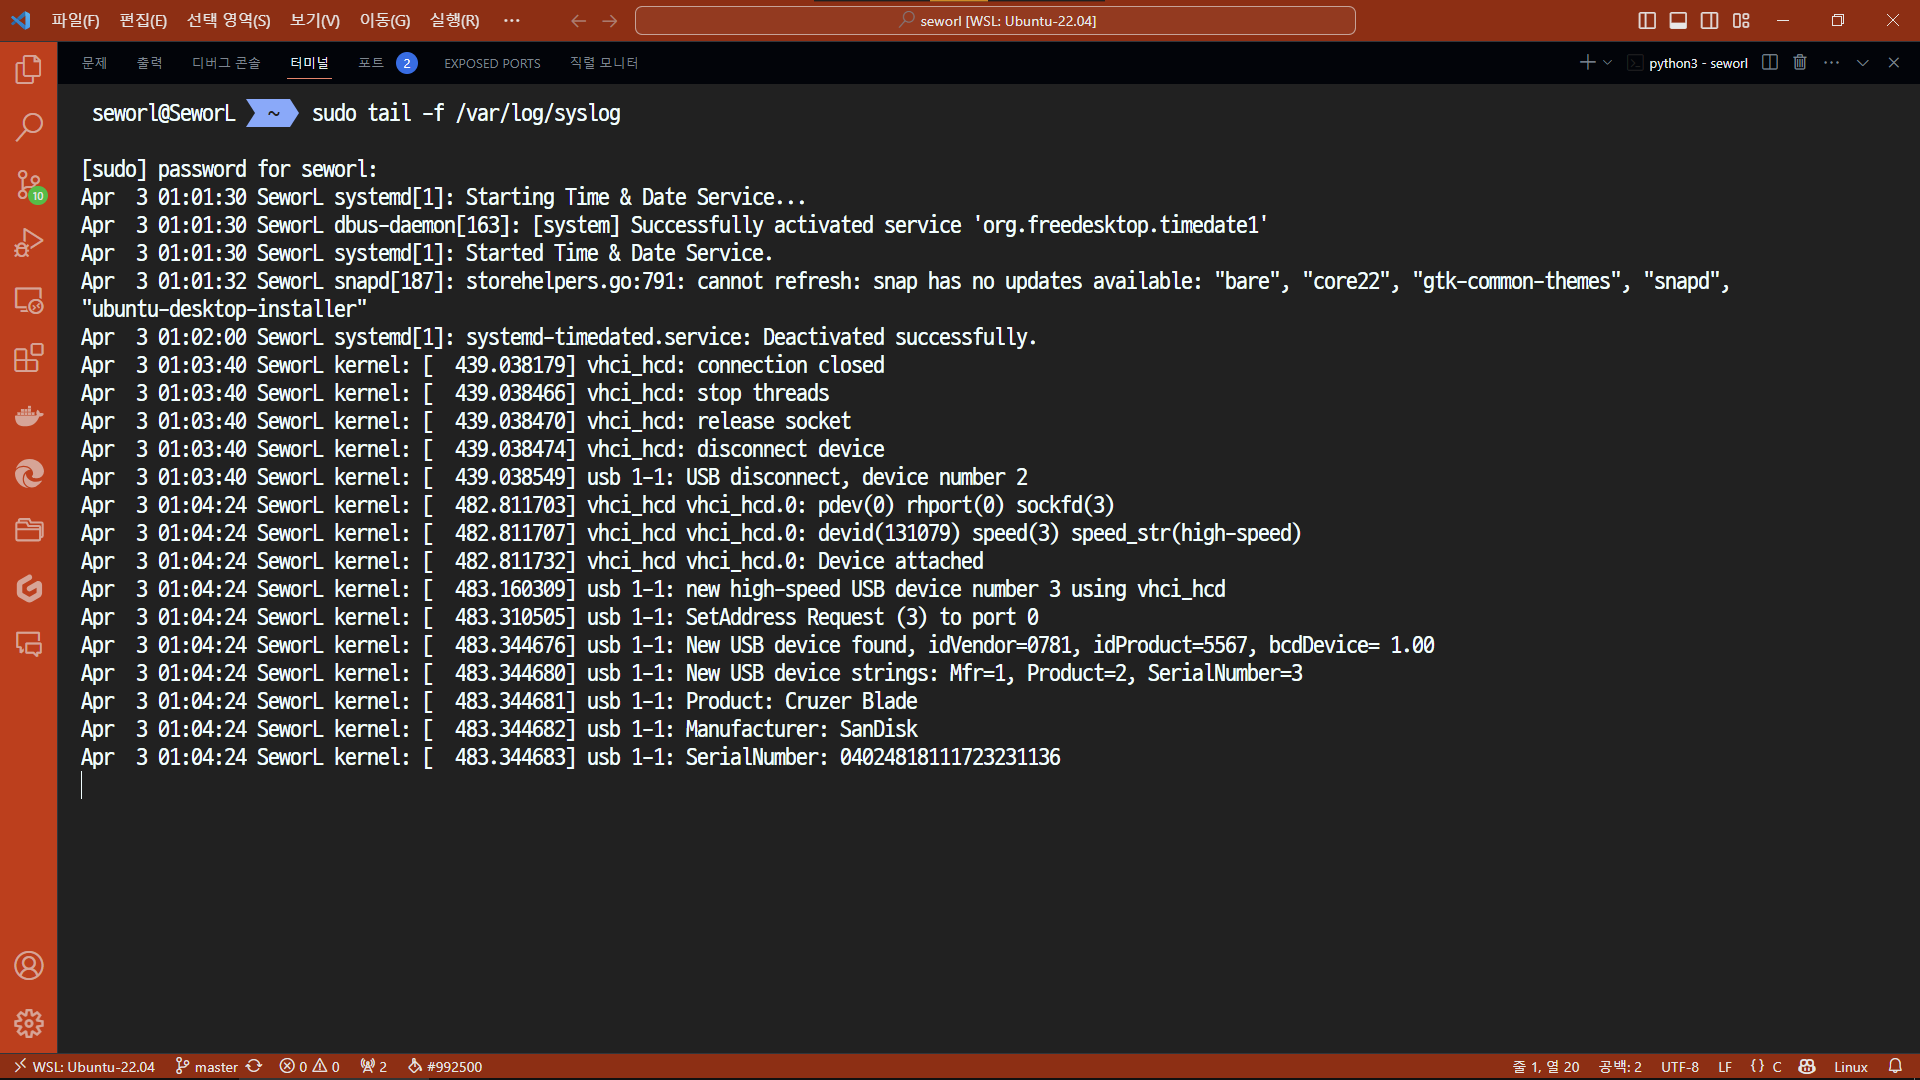 파일(F) 편집(E) 선택 영역(S) 보기(V) 이동(G) 실행(R) ··· seworl [WSL: Ubuntu-22.04]
문제 출력 디버그 콘솔 터미널 포트 2 EXPOSED PORTS 직렬 모니터 python3 - seworl
seworl@SeworL ~ sudo tail -f /var/log/syslog
[sudo] password for seworl:
Apr  3 01:01:30 SeworL systemd[1]: Starting Time & Date Service...
Apr  3 01:01:30 SeworL dbus-daemon[163]: [system] Successfully activated service 'org.freedesktop.timedate1'
Apr  3 01:01:30 SeworL systemd[1]: Started Time & Date Service.
Apr  3 01:01:32 SeworL snapd[187]: storehelpers.go:791: cannot refresh: snap has no updates available: "bare", "core22", "gtk-common-themes", "snapd",
"ubuntu-desktop-installer"
Apr  3 01:02:00 SeworL systemd[1]: systemd-timedated.service: Deactivated successfully.
Apr  3 01:03:40 SeworL kernel: [  439.038179] vhci_hcd: connection closed
Apr  3 01:03:40 SeworL kernel: [  439.038466] vhci_hcd: stop threads
Apr  3 01:03:40 SeworL kernel: [  439.038470] vhci_hcd: release socket
Apr  3 01:03:40 SeworL kernel: [  439.038474] vhci_hcd: disconnect device
Apr  3 01:03:40 SeworL kernel: [  439.038549] usb 1-1: USB disconnect, device number 2
Apr  3 01:04:24 SeworL kernel: [  482.811703] vhci_hcd vhci_hcd.0: pdev(0) rhport(0) sockfd(3)
Apr  3 01:04:24 SeworL kernel: [  482.811707] vhci_hcd vhci_hcd.0: devid(131079) speed(3) speed_str(high-speed)
Apr  3 01:04:24 SeworL kernel: [  482.811732] vhci_hcd vhci_hcd.0: Device attached
Apr  3 01:04:24 SeworL kernel: [  483.160309] usb 1-1: new high-speed USB device number 3 using vhci_hcd
Apr  3 01:04:24 SeworL kernel: [  483.310505] usb 1-1: SetAddress Request (3) to port 0
Apr  3 01:04:24 SeworL kernel: [  483.344676] usb 1-1: New USB device found, idVendor=0781, idProduct=5567, bcdDevice= 1.00
Apr  3 01:04:24 SeworL kernel: [  483.344680] usb 1-1: New USB device strings: Mfr=1, Product=2, SerialNumber=3
Apr  3 01:04:24 SeworL kernel: [  483.344681] usb 1-1: Product: Cruzer Blade
Apr  3 01:04:24 SeworL kernel: [  483.344682] usb 1-1: Manufacturer: SanDisk
Apr  3 01:04:24 SeworL kernel: [  483.344683] usb 1-1: SerialNumber: 04024818111723231136
10
WSL: Ubuntu-22.04 master 0 0 2 #992500 줄 1, 열 20 공백: 2 UTF-8 LF {} C Linux